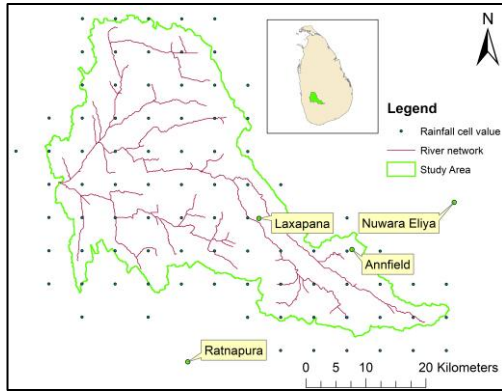 N
Legend
Rainfall cell value
River network
Study Area
Laxapana
Nuwara Eliya
Annfield
Ratnapura
0 5 10 20 Kilometers